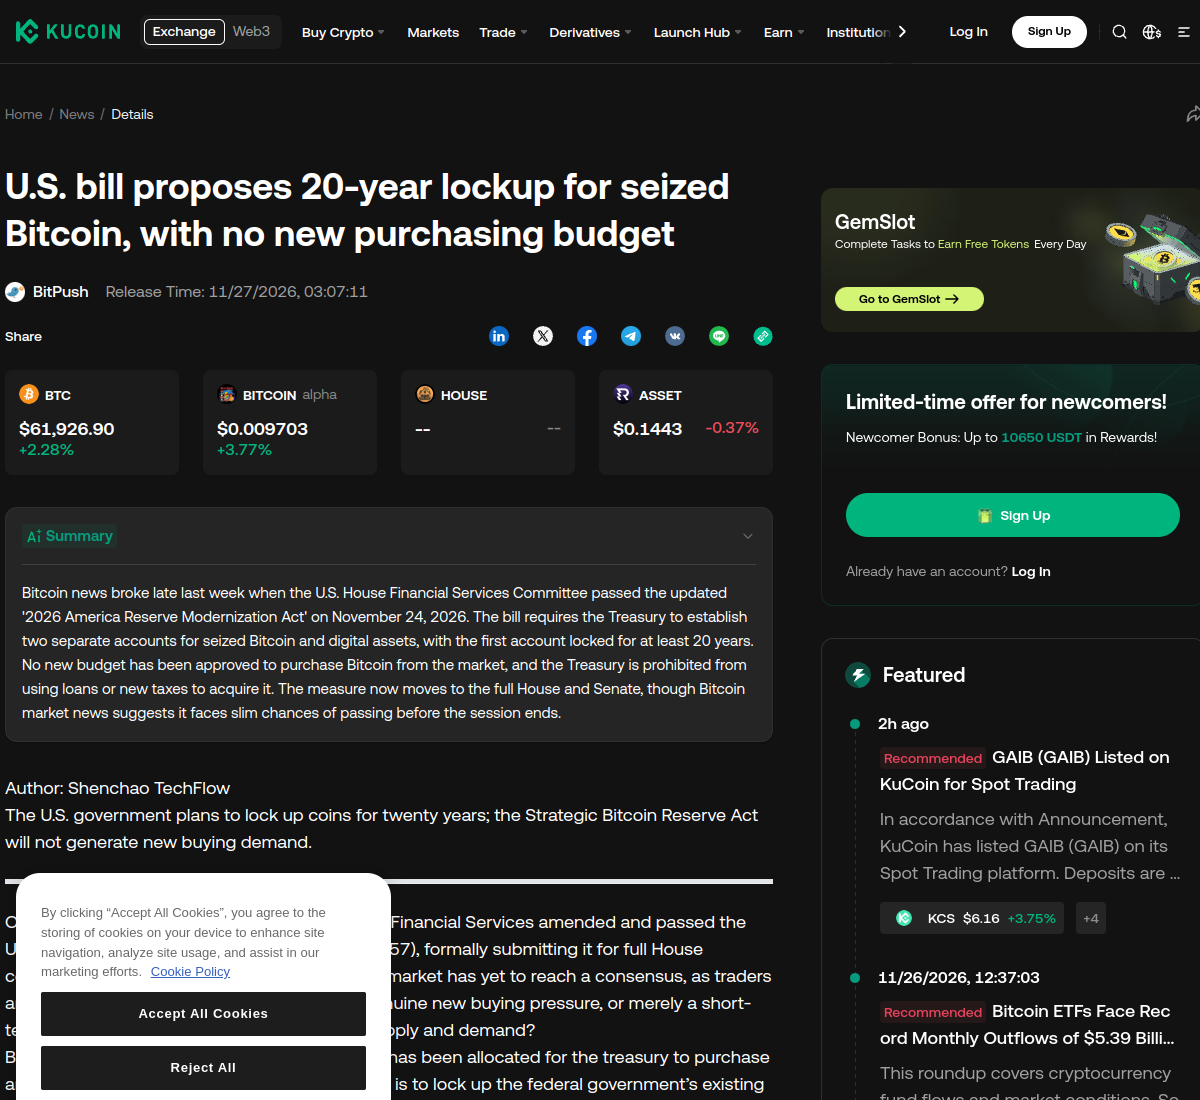 KUCOIN
Exchange Web3 Buy Crypto Markets Trade Derivatives Launch Hub Earn Institution Log In Sign Up
Home / News / Details
U.S. bill proposes 20-year lockup for seized
Bitcoin, with no new purchasing budget
BitPush Release Time: 11/27/2026, 03:07:11
Share
BTC
$61,926.90
+2.28%
BITCOIN alpha
$0.009703
+3.77%
HOUSE
-- --
ASSET
$0.1443 -0.37%
Summary
Bitcoin news broke late last week when the U.S. House Financial Services Committee passed the updated
'2026 America Reserve Modernization Act' on November 24, 2026. The bill requires the Treasury to establish
two separate accounts for seized Bitcoin and digital assets, with the first account locked for at least 20 years.
No new budget has been approved to purchase Bitcoin from the market, and the Treasury is prohibited from
using loans or new taxes to acquire it. The measure now moves to the full House and Senate, though Bitcoin
market news suggests it faces slim chances of passing before the session ends.
Author: Shenchao TechFlow
The U.S. government plans to lock up coins for twenty years; the Strategic Bitcoin Reserve Act
will not generate new buying demand.
Financial Services amended and passed the
57), formally submitting it for full House
market has yet to reach a consensus, as traders
new buying pressure, or merely a short-
and demand?
has been allocated for the treasury to purchase
is to lock up the federal government’s existing
By clicking “Accept All Cookies”, you agree to the
storing of cookies on your device to enhance site
navigation, analyze site usage, and assist in our
marketing efforts. Cookie Policy
Accept All Cookies
Reject All
GemSlot
Complete Tasks to Earn Free Tokens Every Day
Go to GemSlot →
Limited-time offer for newcomers!
Newcomer Bonus: Up to 10650 USDT in Rewards!
Sign Up
Already have an account? Log In
Featured
2h ago
Recommended GAIB (GAIB) Listed on
KuCoin for Spot Trading
In accordance with Announcement,
KuCoin has listed GAIB (GAIB) on its
Spot Trading platform. Deposits are ...
KCS $6.16 +3.75% +4
11/26/2026, 12:37:03
Recommended Bitcoin ETFs Face Rec
ord Monthly Outflows of $5.39 Billi...
This roundup covers cryptocurrency
fund flows and market conditions. So